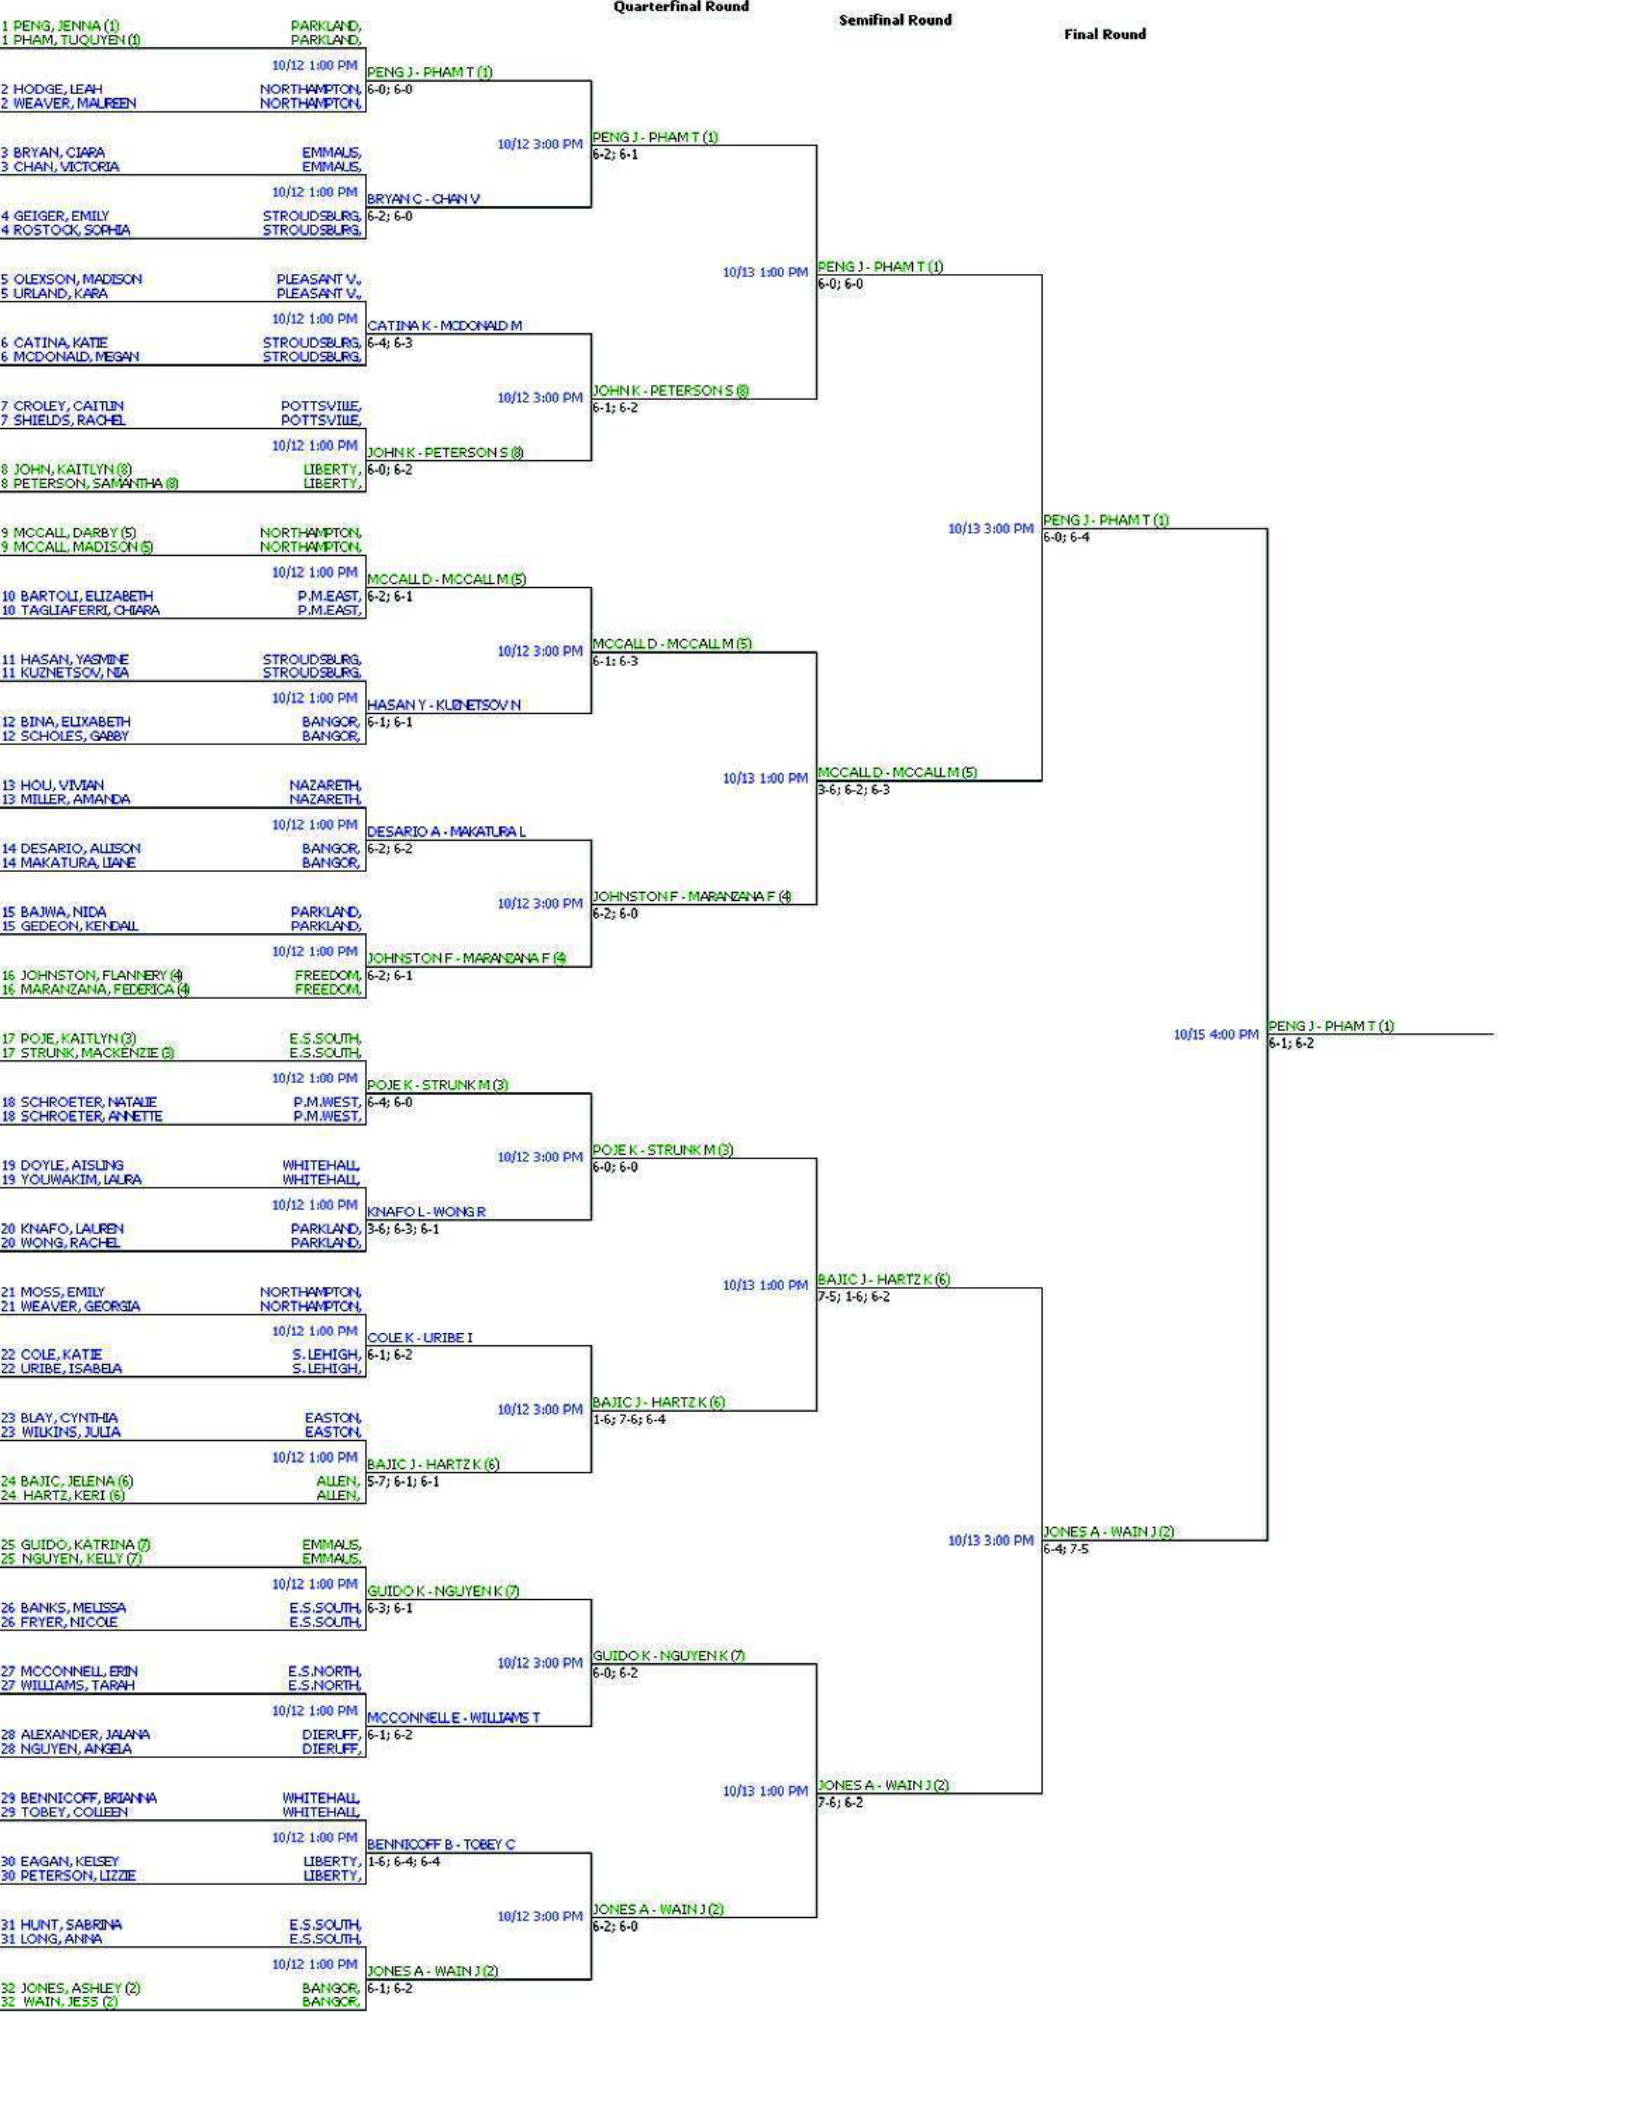 Quarterfinal Round
Semifinal Round
Final Round
1 PENG, JENNA (1) PARKLAND,
1 PHAM, TUQUYEN (1) PARKLAND,
10/12 1:00 PM PENG J - PHAM T (1)
2 HODGE, LEAH NORTHAMPTON, 6-0; 6-0
2 WEAVER, MAUREEN NORTHAMPTON,
10/12 3:00 PM PENG J - PHAM T (1)
6-2; 6-1
3 BRYAN, CIARA EMMAUS,
3 CHAN, VICTORIA EMMAUS,
10/12 1:00 PM BRYAN C - CHAN V
4 GEIGER, EMILY STROUDSBURG, 6-2; 6-0
4 ROSTOCK, SOPHIA STROUDSBURG,
10/13 1:00 PM PENG J - PHAM T (1)
6-0; 6-0
5 OLEXSON, MADISON PLEASANT V.,
5 URLAND, KARA PLEASANT V.,
10/12 1:00 PM CATINA K - MCDONALD M
6 CATINA, KATIE STROUDSBURG, 6-4; 6-3
6 MCDONALD, MEGAN STROUDSBURG,
10/12 3:00 PM JOHN K - PETERSON S (8)
6-1; 6-2
7 CROLEY, CAITLIN POTTSVILLE,
7 SHIELDS, RACHEL POTTSVILLE,
10/12 1:00 PM JOHN K - PETERSON S (8)
8 JOHN, KAITLYN (8) LIBERTY, 6-0; 6-2
8 PETERSON, SAMANTHA (8) LIBERTY,
10/13 3:00 PM PENG J - PHAM T (1)
6-0; 6-4
9 MCCALL, DARBY (5) NORTHAMPTON,
9 MCCALL, MADISON (5) NORTHAMPTON,
10/12 1:00 PM MCCALL D - MCCALL M (5)
10 BARTOLI, ELIZABETH P.M.EAST, 6-2; 6-1
10 TAGLIAFERRI, CHIARA P.M.EAST,
10/12 3:00 PM MCCALL D - MCCALL M (5)
6-1: 6-3
11 HASAN, YASMINE STROUDSBURG,
11 KUZNETSOV, NIA STROUDSBURG,
10/12 1:00 PM HASAN Y - KUZNETSOV N
12 BINA, ELIXABETH BANGOR, 6-1; 6-1
12 SCHOLES, GABBY BANGOR,
10/13 1:00 PM MCCALL D - MCCALL M (5)
3-6; 6-2; 6-3
13 HOU, VIVIAN NAZARETH,
13 MILLER, AMANDA NAZARETH,
10/12 1:00 PM DESARIO A - MAKATURA L
14 DESARIO, ALLISON BANGOR, 6-2; 6-2
14 MAKATURA, LIANE BANGOR,
10/12 3:00 PM JOHNSTON F - MARANZANA F (4)
6-2; 6-0
15 BAJWA, NIDA PARKLAND,
15 GEDEON, KENDALL PARKLAND,
10/12 1:00 PM JOHNSTON F - MARANZANA F (4)
16 JOHNSTON, FLANNERY (4) FREEDOM, 6-2; 6-1
16 MARANZANA, FEDERICA (4) FREEDOM,
10/15 4:00 PM PENG J - PHAM T (1)
6-1; 6-2
17 POJE, KAITLYN (3) E.S.SOUTH,
17 STRUNK, MACKENZIE (3) E.S.SOUTH,
10/12 1:00 PM POJE K - STRUNK M (3)
18 SCHROETER, NATALIE P.M.WEST, 6-4; 6-0
18 SCHROETER, ANNETTE P.M.WEST,
10/12 3:00 PM POJE K - STRUNK M (3)
6-0; 6-0
19 DOYLE, AISLING WHITEHALL,
19 YOUWAKIM, LAURA WHITEHALL,
10/12 1:00 PM KNAFO L - WONG R
20 KNAFO, LAUREN PARKLAND, 3-6; 6-3; 6-1
20 WONG, RACHEL PARKLAND,
10/13 1:00 PM BAJIC J - HARTZ K (6)
7-5; 1-6; 6-2
21 MOSS, EMILY NORTHAMPTON,
21 WEAVER, GEORGIA NORTHAMPTON,
10/12 1:00 PM COLE K - URIBE I
22 COLE, KATIE S. LEHIGH, 6-1; 6-2
22 URIBE, ISABELA S. LEHIGH,
10/12 3:00 PM BAJIC J - HARTZ K (6)
1-6; 7-6; 6-4
23 BLAY, CYNTHIA EASTON,
23 WILKINS, JULIA EASTON,
10/12 1:00 PM BAJIC J - HARTZ K (6)
24 BAJIC, JELENA (6) ALLEN, 5-7; 6-1; 6-1
24 HARTZ, KERI (6) ALLEN,
10/13 3:00 PM JONES A - WAIN J (2)
6-4; 7-5
25 GUIDO, KATRINA (7) EMMAUS,
25 NGUYEN, KELLY (7) EMMAUS,
10/12 1:00 PM GUIDO K - NGUYEN K (7)
26 BANKS, MELISSA E.S.SOUTH, 6-3; 6-1
26 FRYER, NICOLE E.S.SOUTH,
10/12 3:00 PM GUIDO K - NGUYEN K (7)
6-0; 6-2
27 MCCONNELL, ERIN E.S.NORTH,
27 WILLIAMS, TARAH E.S.NORTH,
10/12 1:00 PM MCCONNELL E - WILLIAMS T
28 ALEXANDER, JALANA DIERUFF, 6-1; 6-2
28 NGUYEN, ANGELA DIERUFF,
10/13 1:00 PM JONES A - WAIN J (2)
7-6; 6-2
29 BENNICOFF, BRIANNA WHITEHALL,
29 TOBEY, COLLEEN WHITEHALL,
10/12 1:00 PM BENNICOFF B - TOBEY C
30 EAGAN, KELSEY LIBERTY, 1-6; 6-4; 6-4
30 PETERSON, LIZZIE LIBERTY,
10/12 3:00 PM JONES A - WAIN J (2)
6-2; 6-0
31 HUNT, SABRINA E.S.SOUTH,
31 LONG, ANNA E.S.SOUTH,
10/12 1:00 PM JONES A - WAIN J (2)
32 JONES, ASHLEY (2) BANGOR, 6-1; 6-2
32 WAIN, JESS (2) BANGOR,